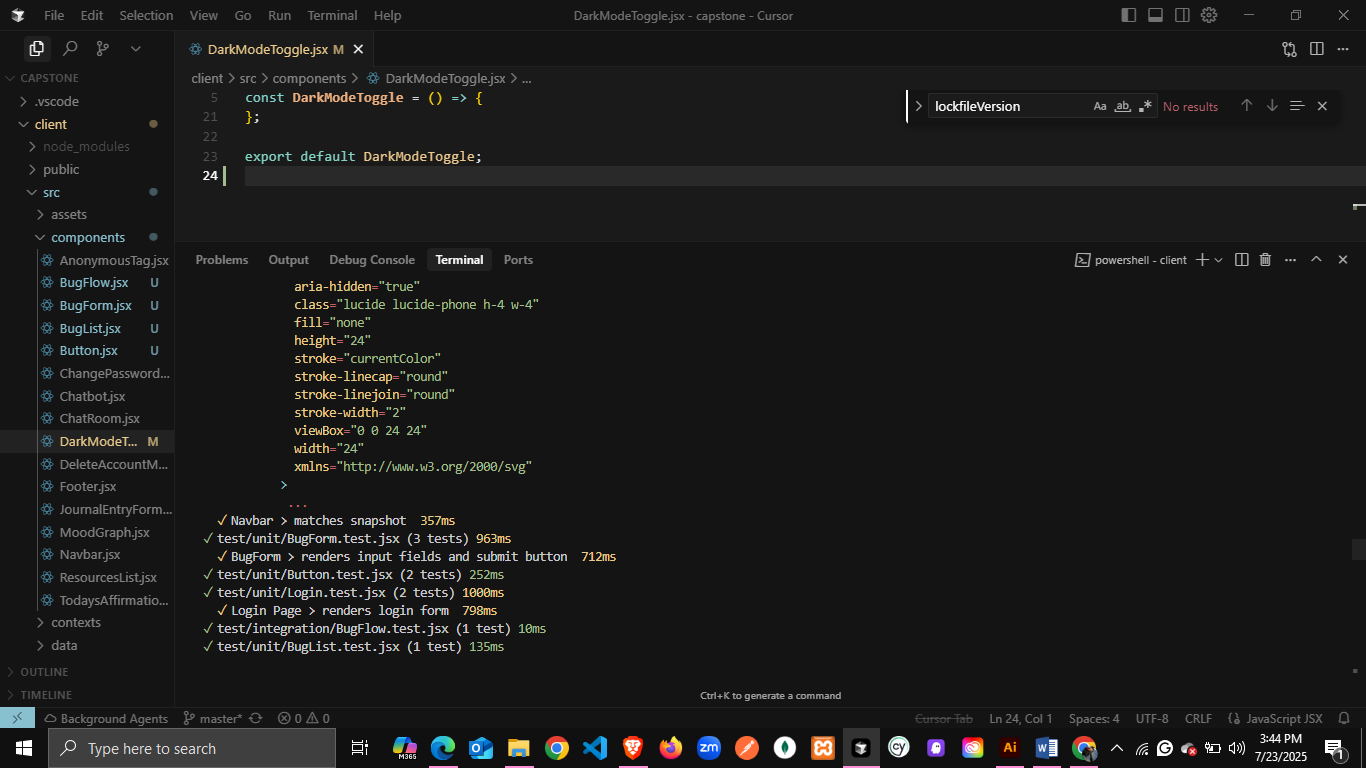 File Edit Selection View Go Run Terminal Help
DarkModeToggle.jsx - capstone - Cursor
DarkModeToggle.jsx M
CAPSTONE
.vscode
client
node_modules
public
src
assets
components
AnonymousTag.jsx
BugFlow.jsx U
BugForm.jsx U
BugList.jsx U
Button.jsx U
ChangePassword...
Chatbot.jsx
ChatRoom.jsx
DarkModeT... M
DeleteAccountM...
Footer.jsx
JournalEntryForm...
MoodGraph.jsx
Navbar.jsx
ResourcesList.jsx
TodaysAffirmatio...
contexts
data
OUTLINE
TIMELINE
client > src > components > DarkModeToggle.jsx > ...
5 const DarkModeToggle = () => {
21 };
22
23 export default DarkModeToggle;
24
lockfileVersion Aa ab .* No results
Problems Output Debug Console Terminal Ports
powershell - client
aria-hidden="true"
class="lucide lucide-phone h-4 w-4"
fill="none"
height="24"
stroke="currentColor"
stroke-linecap="round"
stroke-linejoin="round"
stroke-width="2"
viewBox="0 0 24 24"
width="24"
xmlns="http://www.w3.org/2000/svg"
>
...
✓ Navbar > matches snapshot 357ms
✓ test/unit/BugForm.test.jsx (3 tests) 963ms
✓ BugForm > renders input fields and submit button 712ms
✓ test/unit/Button.test.jsx (2 tests) 252ms
✓ test/unit/Login.test.jsx (2 tests) 1000ms
✓ Login Page > renders login form 798ms
✓ test/integration/BugFlow.test.jsx (1 test) 10ms
✓ test/unit/BugList.test.jsx (1 test) 135ms
Ctrl+K to generate a command
Background Agents master* 0 0 Cursor Tab Ln 24, Col 1 Spaces: 4 UTF-8 CRLF {} JavaScript JSX
Type here to search
M365
zm
cy
Ai
W
G
3:44 PM
7/23/2025
1